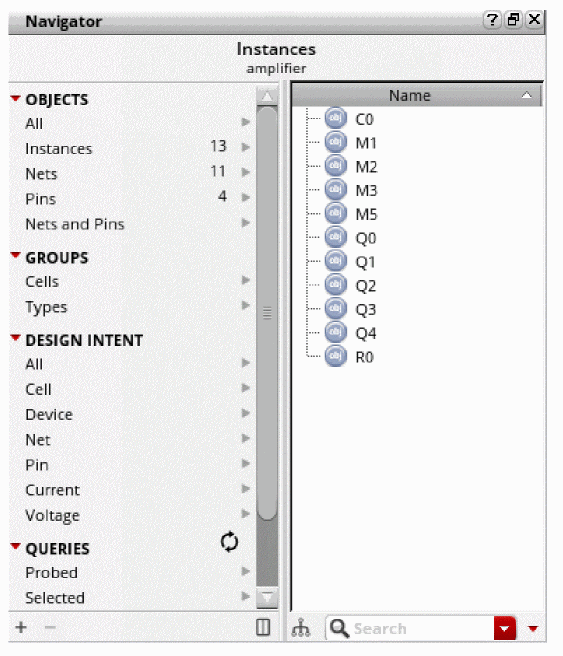 Navigator
Instances
amplifier
OBJECTS
All
Instances 13
Nets 11
Pins 4
Nets and Pins
GROUPS
Cells
Types
DESIGN INTENT
All
Cell
Device
Net
Pin
Current
Voltage
QUERIES
Probed
Selected
Name
obj C0
obj M1
obj M2
obj M3
obj M5
obj Q0
obj Q1
obj Q2
obj Q3
obj Q4
obj R0
Search